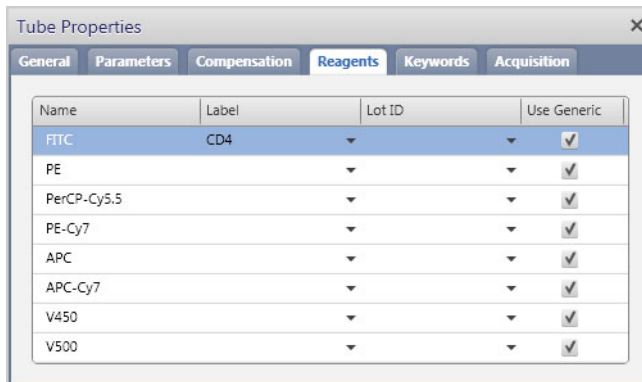 Tube Properties
General Parameters Compensation Reagents Keywords Acquisition
Name Label Lot ID Use Generic
FITC CD4
PE
PerCP-Cy5.5
PE-Cy7
APC
APC-Cy7
V450
V500